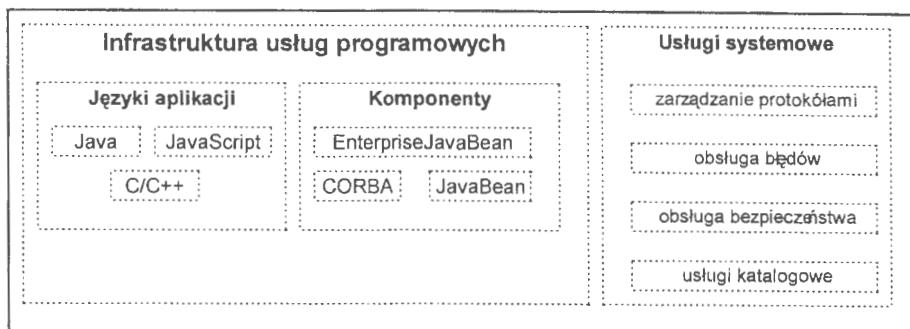 Infrastruktura usług programowych
Języki aplikacji
Java JavaScript
C/C++
Komponenty
EnterpriseJavaBean
CORBA JavaBean
Usługi systemowe
zarządzanie protokółami
obsługa błędów
obsługa bezpieczeństwa
usługi katalogowe